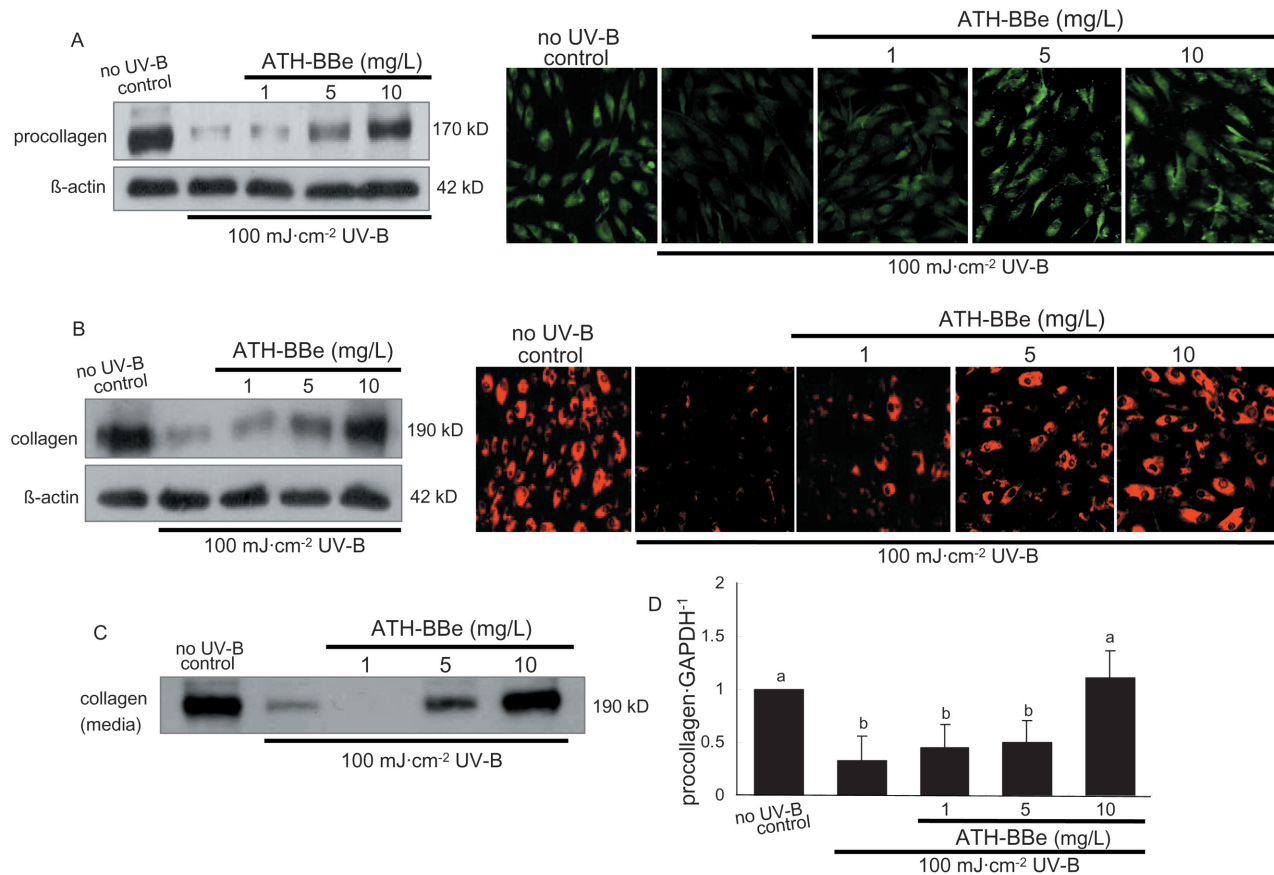 A
no UV-B
control
ATH-BBe (mg/L)
1 5 10
procollagen
170 kD
ß-actin
42 kD
100 mJ·cm-2 UV-B
no UV-B
control
ATH-BBe (mg/L)
1 5 10
100 mJ·cm-2 UV-B
B
no UV-B
control
ATH-BBe (mg/L)
1 5 10
collagen
190 kD
ß-actin
42 kD
100 mJ·cm-2 UV-B
no UV-B
control
ATH-BBe (mg/L)
1 5 10
100 mJ·cm-2 UV-B
C
no UV-B
control
ATH-BBe (mg/L)
1 5 10
collagen
(media)
190 kD
100 mJ·cm-2 UV-B
D
procollagen·GAPDH-1
2
1.5
1
0.5
0
a b b b a
no UV-B
control
1 5 10
ATH-BBe (mg/L)
100 mJ·cm-2 UV-B